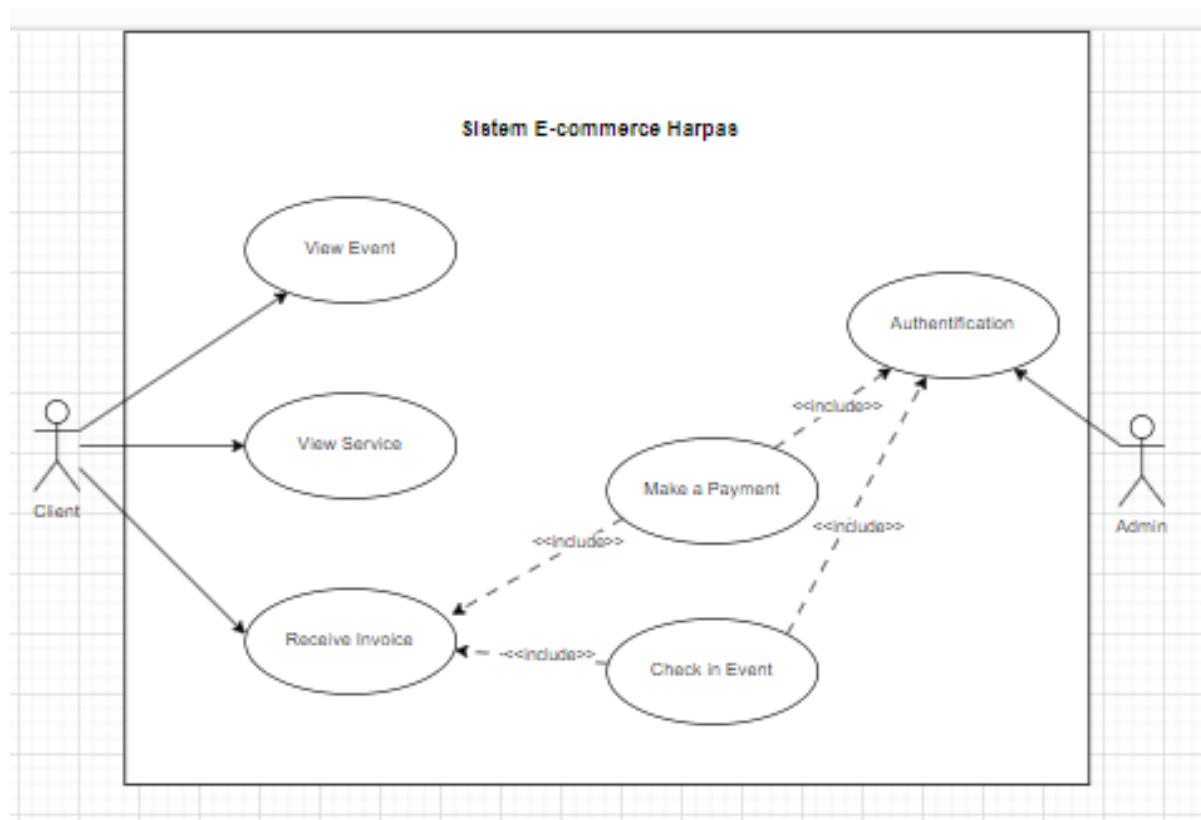 Sistem E-commerce Harpas
View Event
Authentification
<<include>>
View Service
Make a Payment
Client
<<include>>
Admin
<<include>>
Receive Invoice
<<include>>
Check in Event